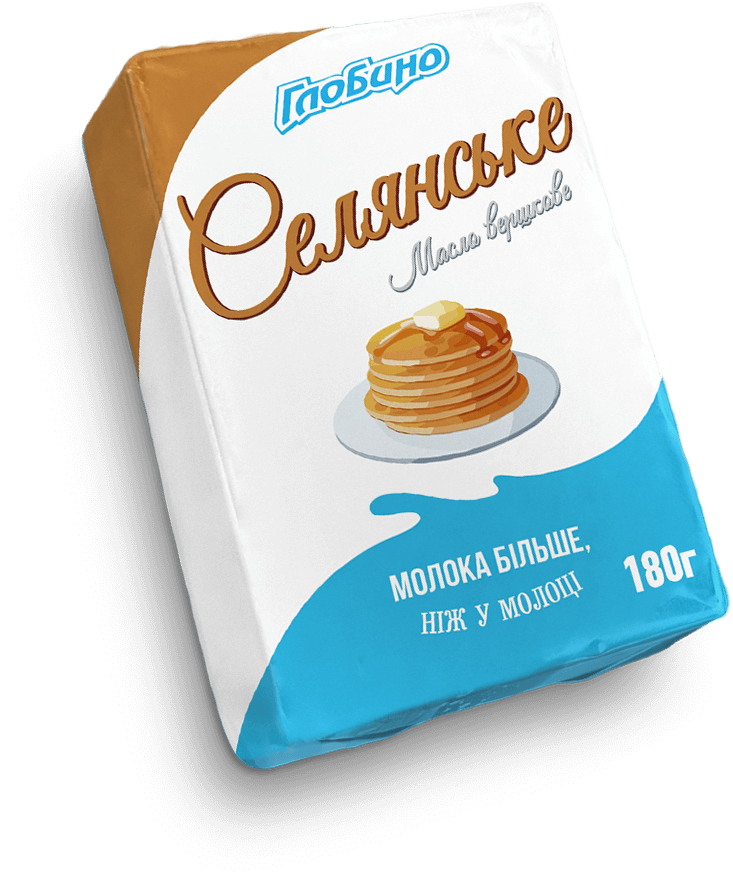 Глобино
Селянське
Масло вершкове
МОЛОКА БІЛЬШЕ,
НІЖ У МОЛОЦІ
180г